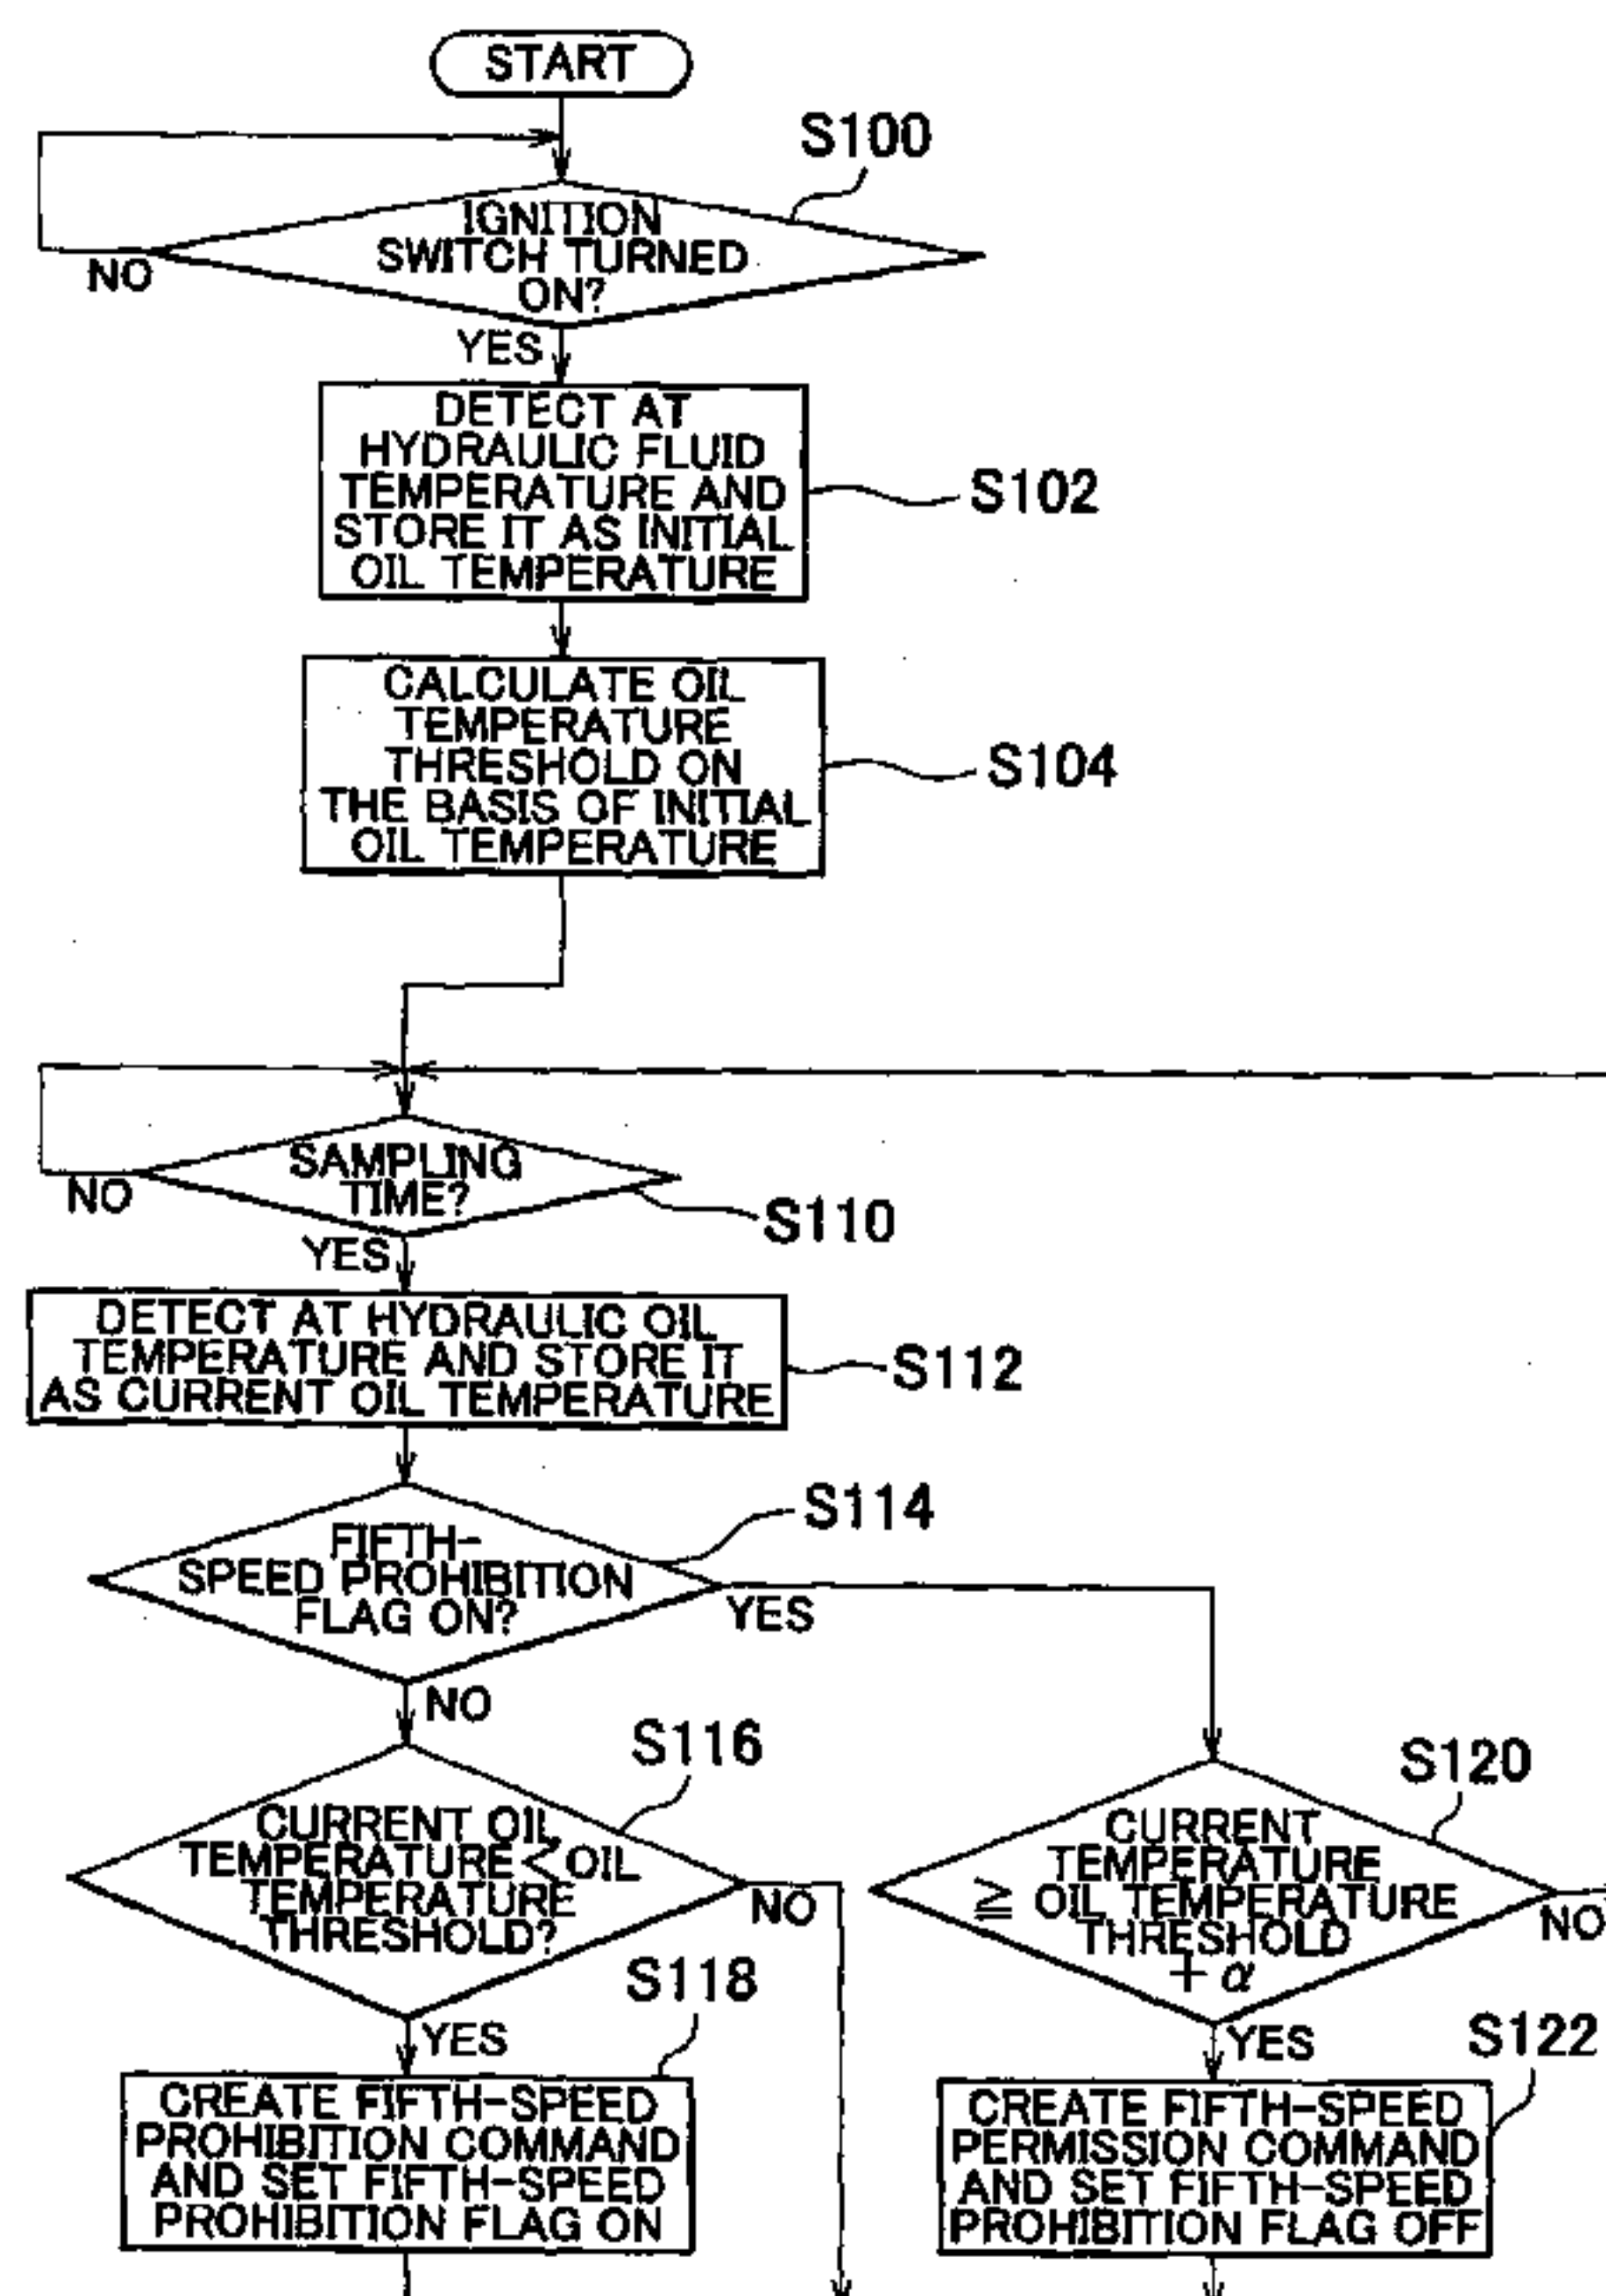 START
S100
IGNITION
SWITCH TURNED
ON?
NO
YES
DETECT AT
HYDRAULIC FLUID
TEMPERATURE AND
STORE IT AS INITIAL
OIL TEMPERATURE
S102
CALCULATE OIL
TEMPERATURE
THRESHOLD ON
THE BASIS OF INITIAL
OIL TEMPERATURE
S104
SAMPLING
TIME?
NO
S110
YES
DETECT AT HYDRAULIC OIL
TEMPERATURE AND STORE IT
AS CURRENT OIL TEMPERATURE
S112
S114
FIFTH-
SPEED PROHIBITION
FLAG ON?
YES
NO
S116
CURRENT OIL
TEMPERATURE < OIL
TEMPERATURE
THRESHOLD?
NO
YES
S118
CREATE FIFTH-SPEED
PROHIBITION COMMAND
AND SET FIFTH-SPEED
PROHIBITION FLAG ON
S120
CURRENT
TEMPERATURE
≧ OIL TEMPERATURE
THRESHOLD
+ α
NO
YES
S122
CREATE FIFTH-SPEED
PERMISSION COMMAND
AND SET FIFTH-SPEED
PROHIBITION FLAG OFF